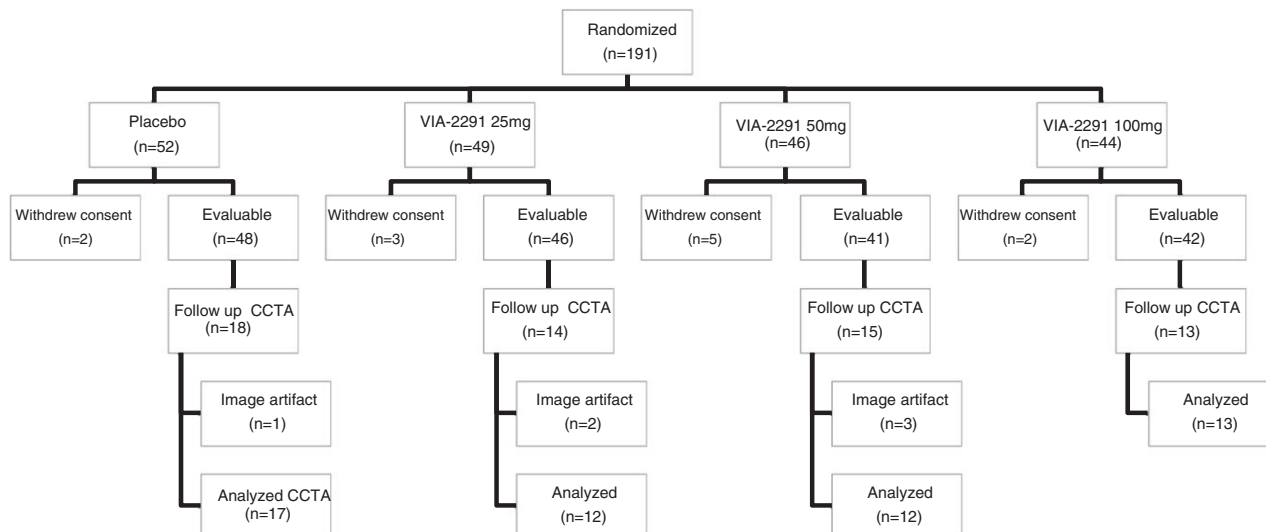 Randomized
(n=191)
Placebo
(n=52)
VIA-2291 25mg
(n=49)
VIA-2291 50mg
(n=46)
VIA-2291 100mg
(n=44)
Withdrew consent
(n=2)
Evaluable
(n=48)
Withdrew consent
(n=3)
Evaluable
(n=46)
Withdrew consent
(n=5)
Evaluable
(n=41)
Withdrew consent
(n=2)
Evaluable
(n=42)
Follow up CCTA
(n=18)
Follow up CCTA
(n=14)
Follow up CCTA
(n=15)
Follow up CCTA
(n=13)
Image artifact
(n=1)
Image artifact
(n=2)
Image artifact
(n=3)
Analyzed
(n=13)
Analyzed CCTA
(n=17)
Analyzed
(n=12)
Analyzed
(n=12)